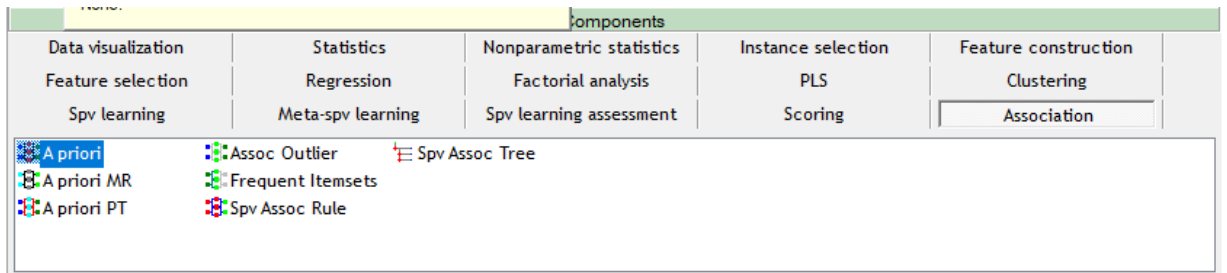 Components
Data visualization Statistics Nonparametric statistics Instance selection Feature construction
Feature selection Regression Factorial analysis PLS Clustering
Spv learning Meta-spv learning Spv learning assessment Scoring Association
A priori Assoc Outlier Spv Assoc Tree
A priori MR Frequent Itemsets
A priori PT Spv Assoc Rule